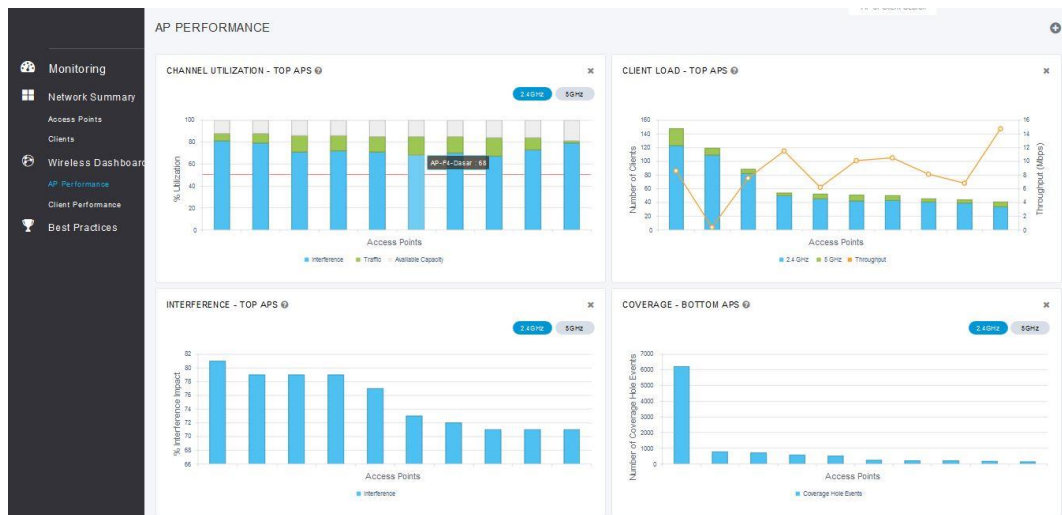 AP PERFORMANCE
Monitoring
Network Summary
Access Points
Clients
Wireless Dashboard
AP Performance
Client Performance
Best Practices
CHANNEL UTILIZATION - TOP APS
2.4GHz 5GHz
% Utilization
100
80
60
40
20
0
AP-F4-Dasar : 68
Access Points
Interference Traffic Available Capacity
CLIENT LOAD - TOP APS
Number of Clients
160
140
120
100
80
60
40
20
0
16
14
12
10
8
6
4
2
0
Throughput (Mbps)
Access Points
2.4 GHz 5 GHz Throughput
INTERFERENCE - TOP APS
2.4GHz 5GHz
% Interference Impact
82
80
78
76
74
72
70
68
66
Access Points
Interference
COVERAGE - BOTTOM APS
2.4GHz 5GHz
Number of Coverage Hole Events
7000
6000
5000
4000
3000
2000
1000
0
Access Points
Coverage Hole Events